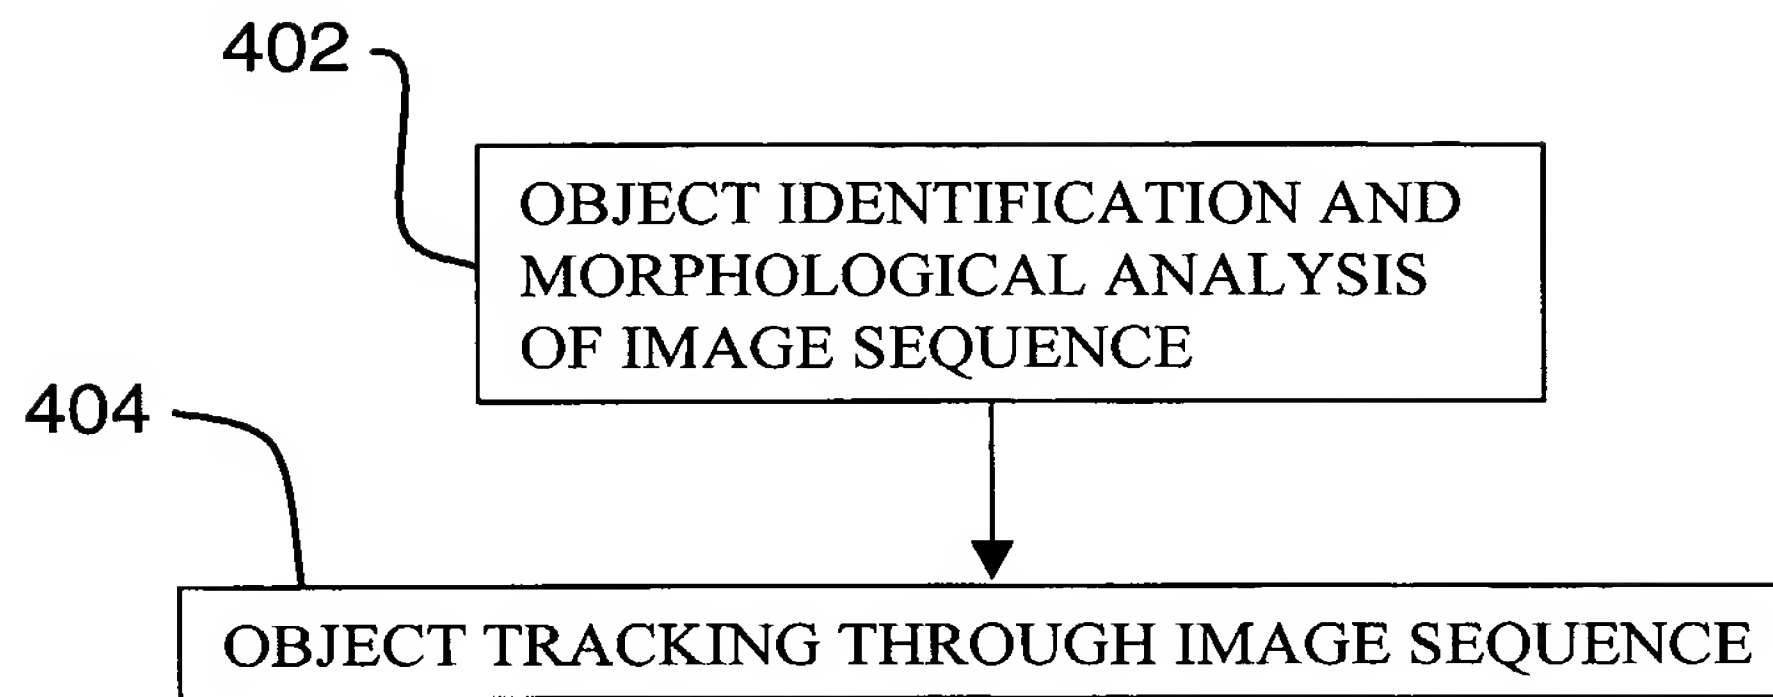 402
OBJECT IDENTIFICATION AND
MORPHOLOGICAL ANALYSIS
OF IMAGE SEQUENCE
404
OBJECT TRACKING THROUGH IMAGE SEQUENCE